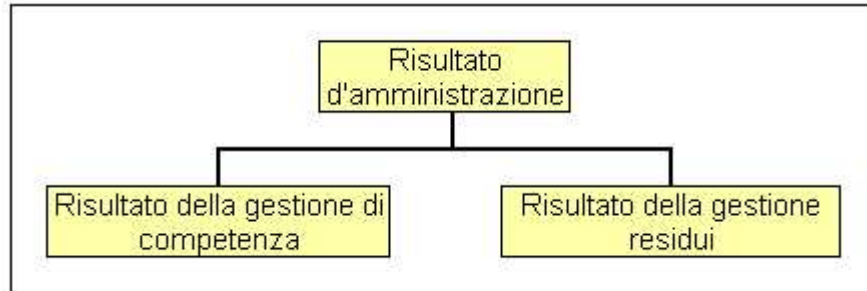 Risultato
d'amministrazione
Risultato della gestione di
competenza
Risultato della gestione
residui